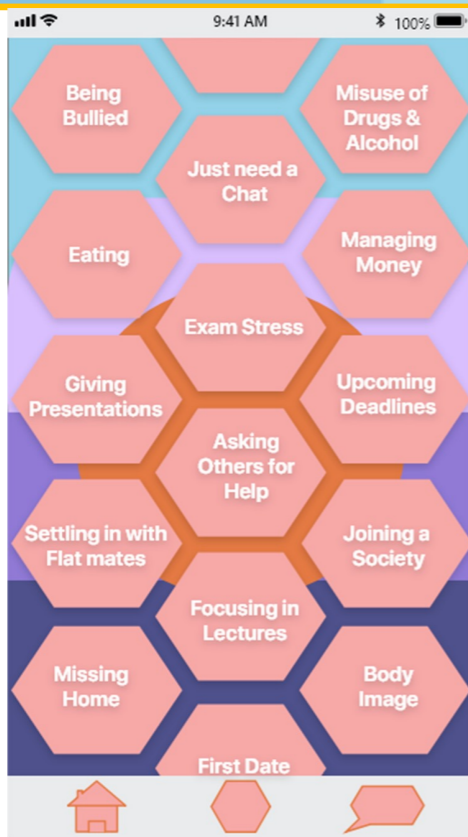 9:41 AM
100%
Being
Bullied
Misuse of
Drugs &
Alcohol
Just need a
Chat
Eating
Managing
Money
Exam Stress
Giving
Presentations
Upcoming
Deadlines
Asking
Others for
Help
Settling in with
Flat mates
Joining a
Society
Focusing in
Lectures
Missing
Home
Body
Image
First Date